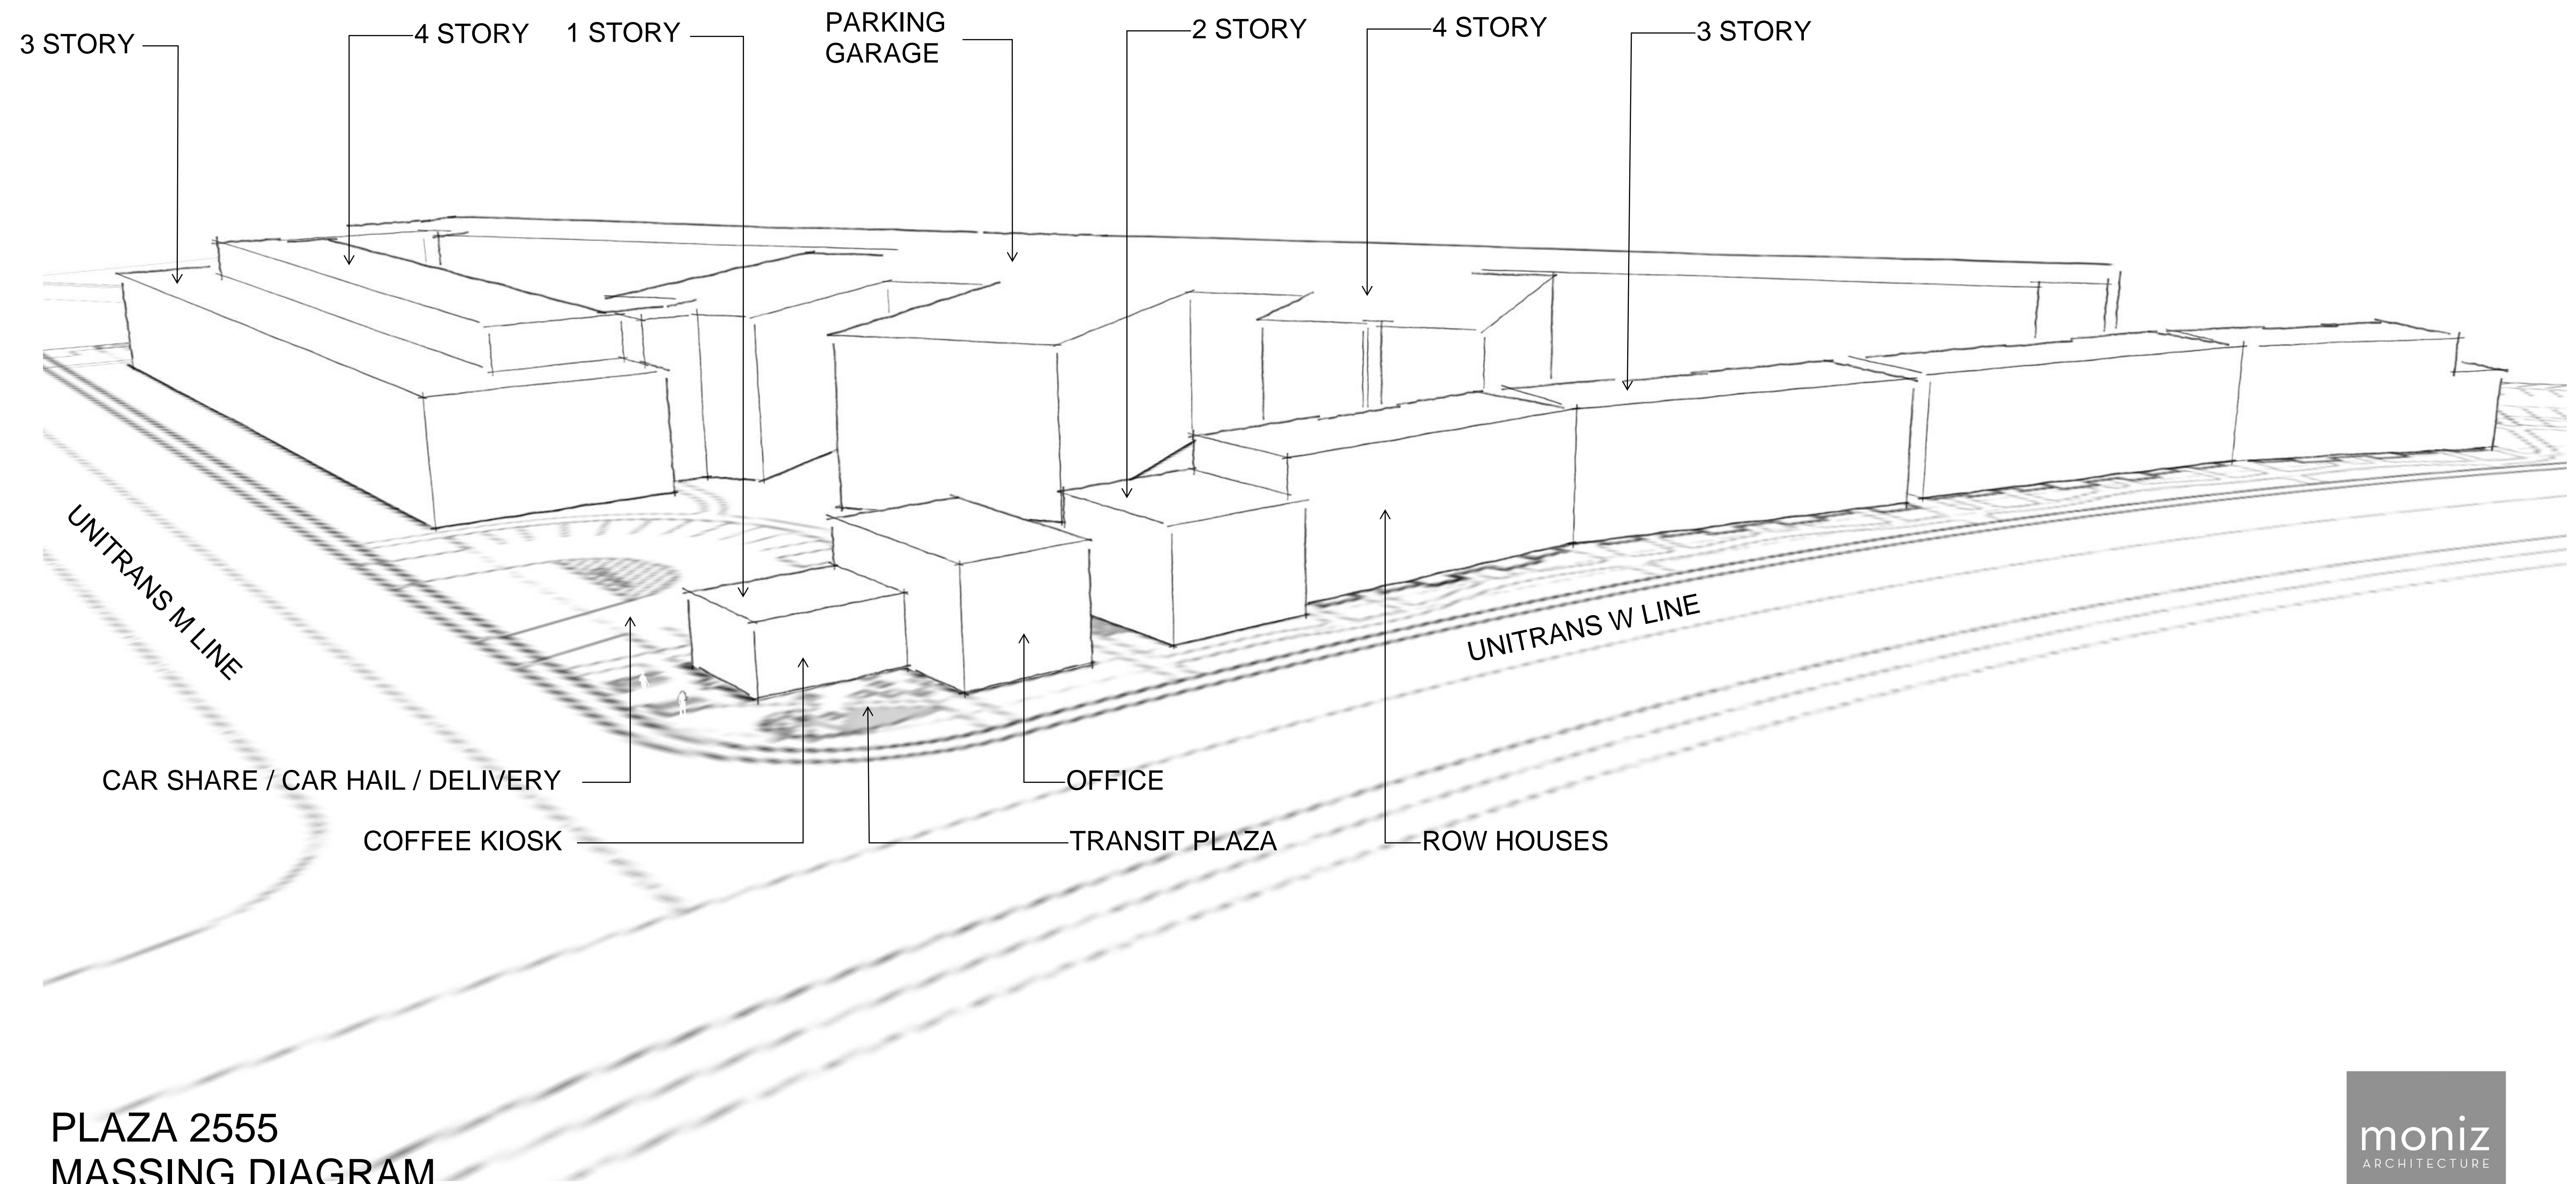 3 STORY
4 STORY
1 STORY
PARKING
GARAGE
2 STORY
4 STORY
3 STORY
UNITRANS M LINE
UNITRANS W LINE
CAR SHARE / CAR HAIL / DELIVERY
OFFICE
COFFEE KIOSK
TRANSIT PLAZA
ROW HOUSES
PLAZA 2555
MASSING DIAGRAM
moniz
ARCHITECTURE